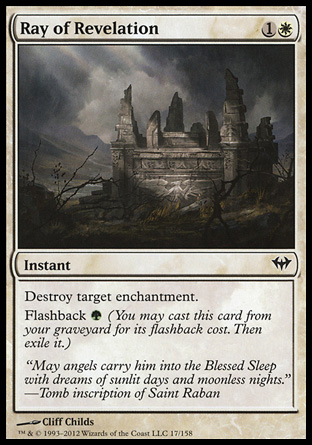 Ray of Revelation 1
Instant
Destroy target enchantment.
Flashback (You may cast this card
from your graveyard for its flashback cost. Then
exile it.)
"May angels carry him into the Blessed Sleep
with dreams of sunlit days and moonless nights."
—Tomb inscription of Saint Raban
Cliff Childs
™ & © 1993–2012 Wizards of the Coast LLC 17/158